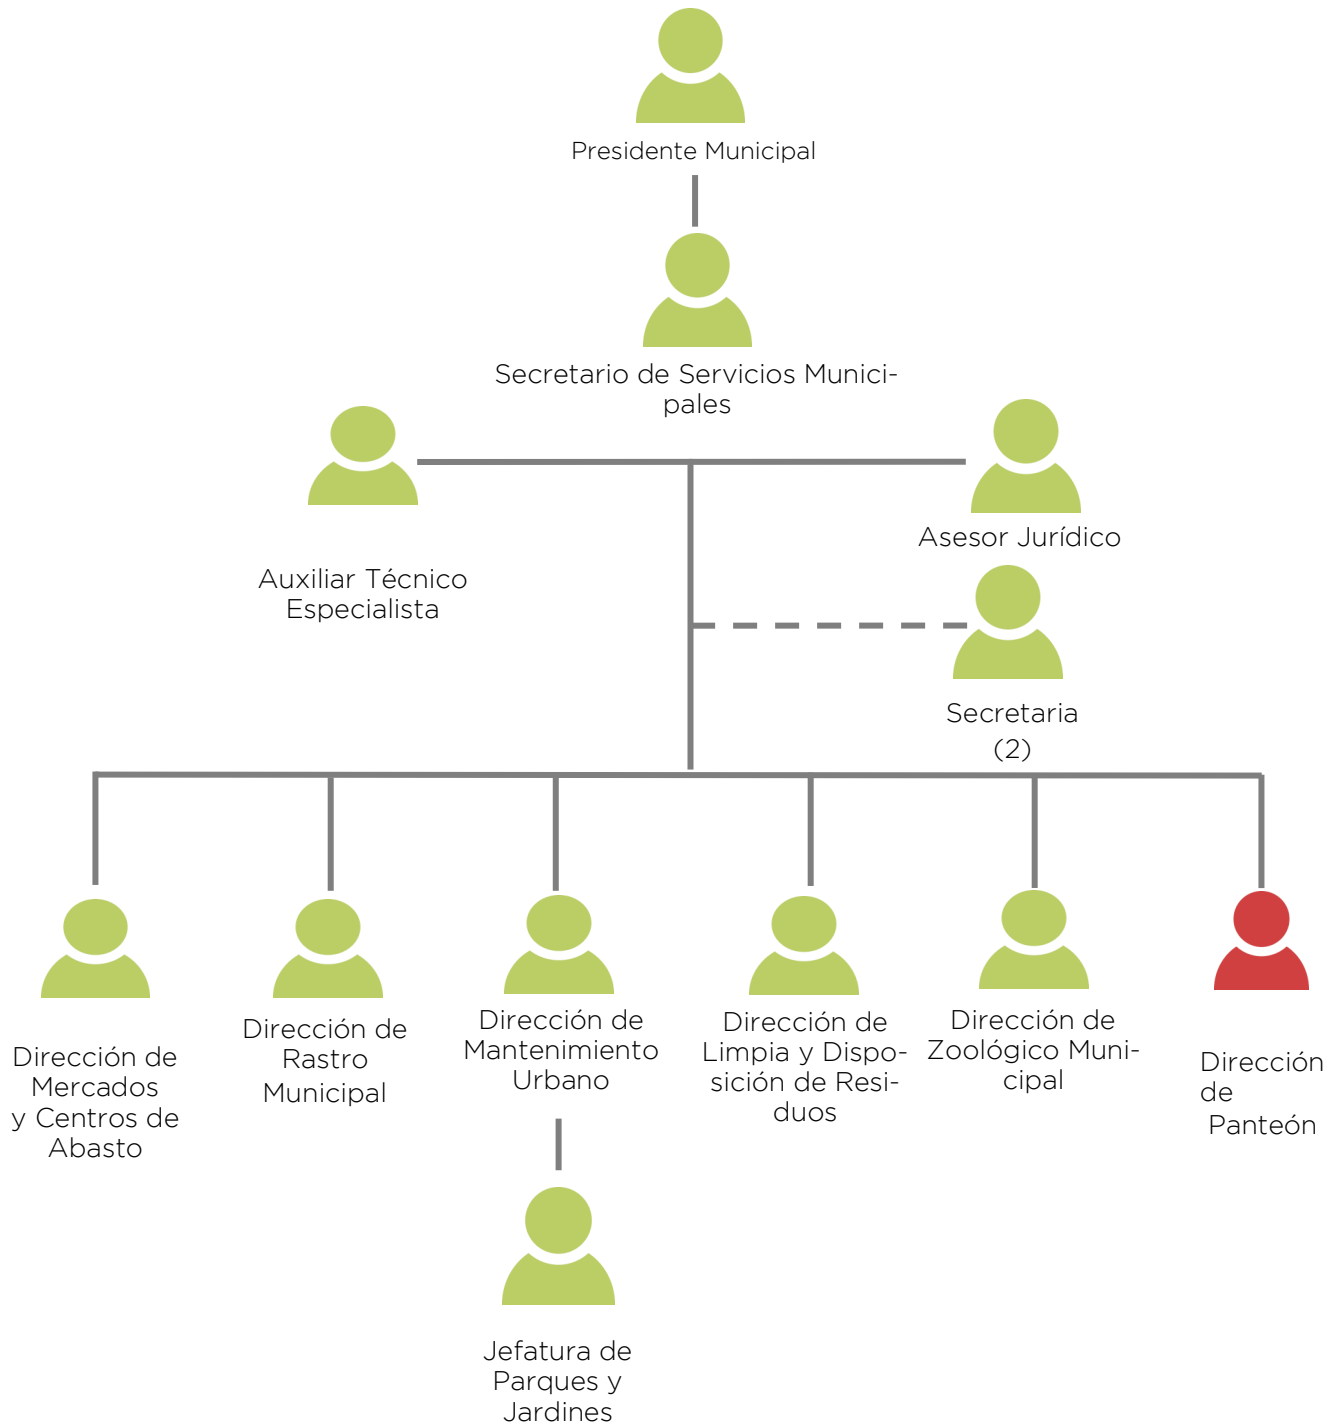 Presidente Municipal
Secretario de Servicios Munici-
pales
Auxiliar Técnico
Especialista
Asesor Jurídico
Secretaria
(2)
Dirección de
Mercados
y Centros de
Abasto
Dirección de
Rastro
Municipal
Dirección de
Mantenimiento
Urbano
Dirección de
Limpia y Dispo-
sición de Resi-
duos
Dirección de
Zoológico Muni-
cipal
Dirección
de
Panteón
Jefatura de
Parques y
Jardines